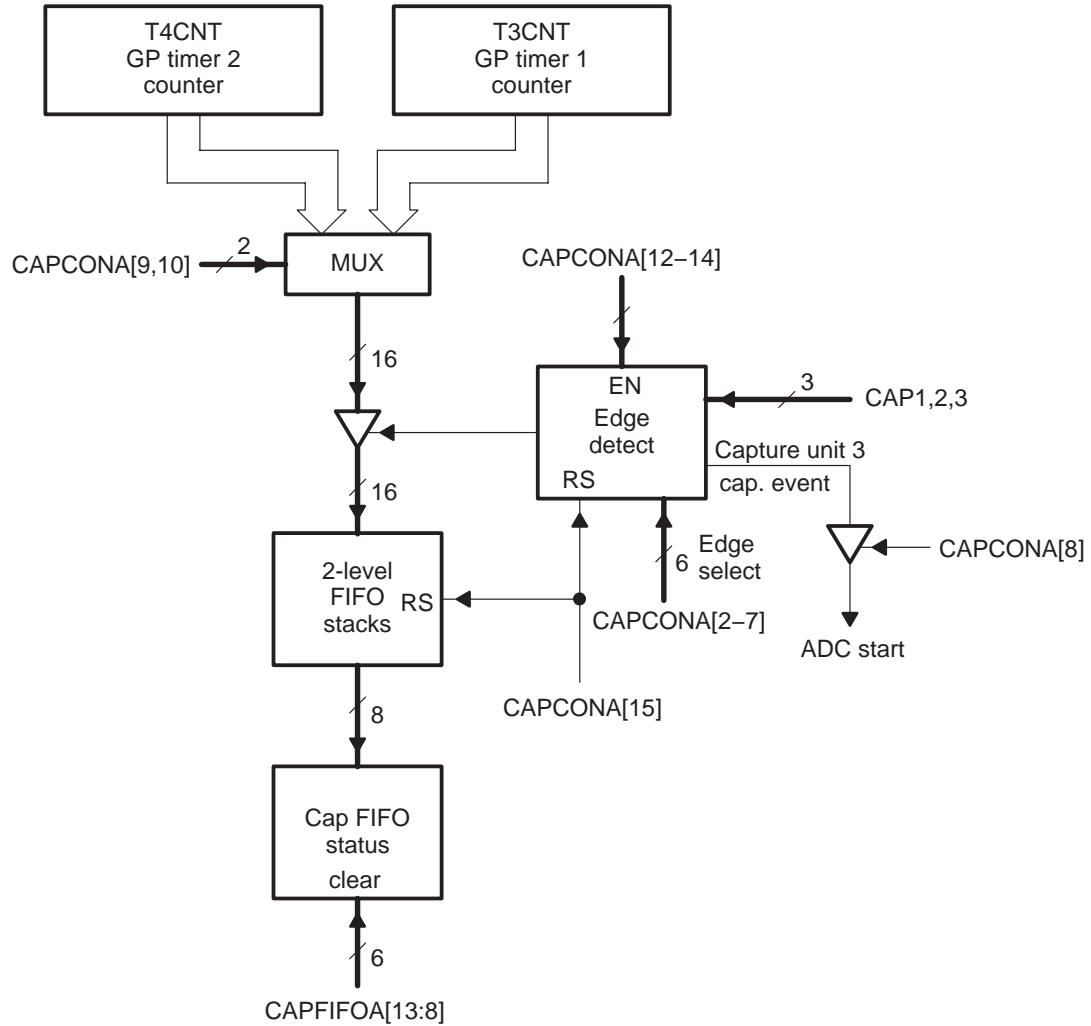 T4CNT
GP timer 2
counter
T3CNT
GP timer 1
counter
CAPCONA[9,10]
2
MUX
CAPCONA[12–14]
16
EN
Edge
detect
RS
3
CAP1,2,3
Capture unit 3
cap. event
16
CAPCONA[8]
6
Edge
select
2-level
FIFO
stacks
RS
CAPCONA[2–7]
ADC start
CAPCONA[15]
8
Cap FIFO
status
clear
6
CAPFIFOA[13:8]